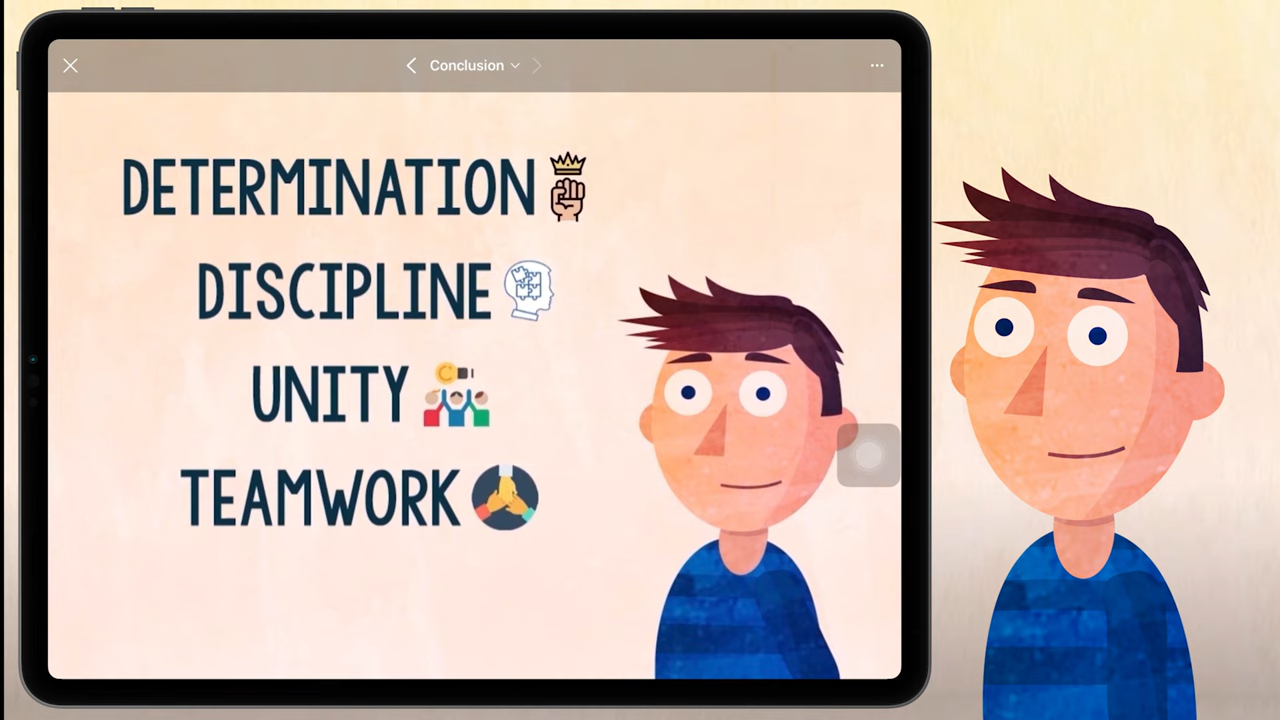 Conclusion
DETERMINATION
DISCIPLINE
UNITY
TEAMWORK